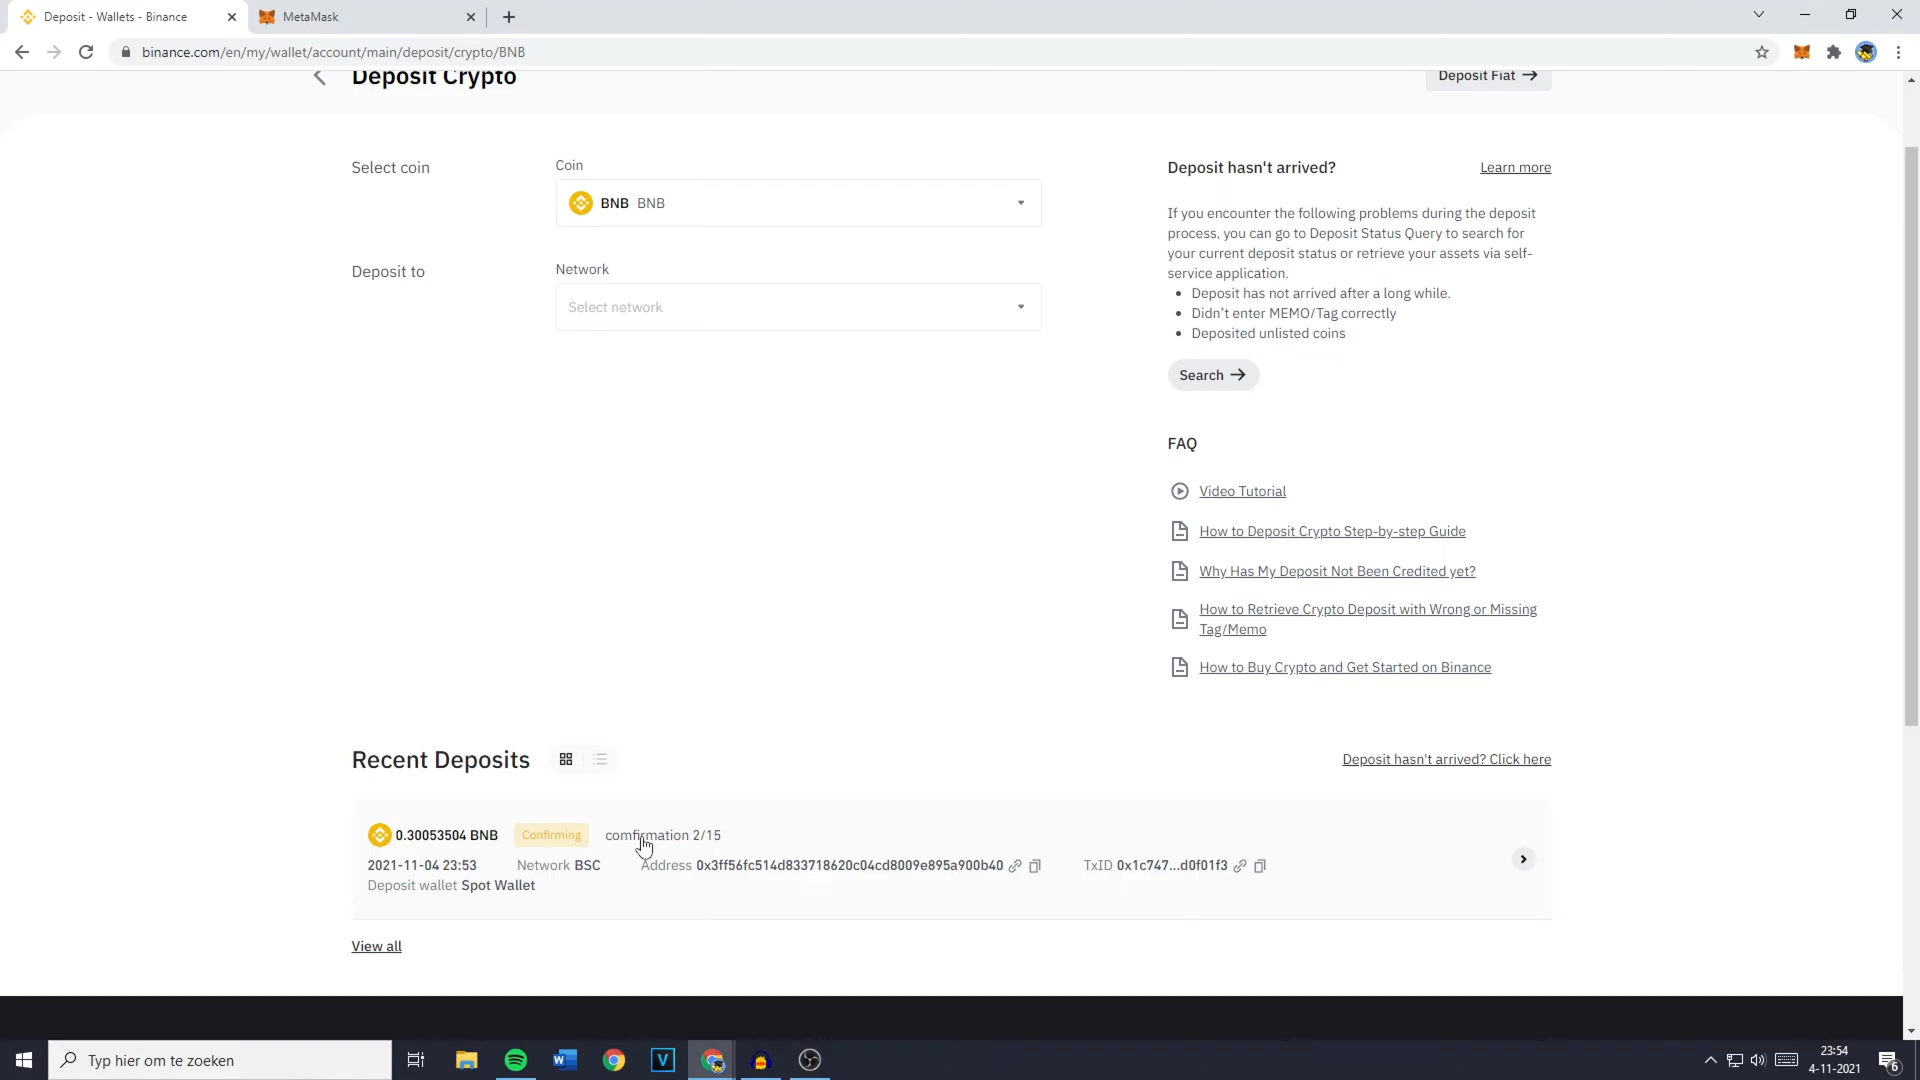 Deposit - Wallets - Binance
MetaMask
binance.com/en/my/wallet/account/main/deposit/crypto/BNB
Deposit Crypto
Deposit Fiat
Select coin
Coin
BNB BNB
Deposit to
Network
Select network
Deposit hasn't arrived?
Learn more
If you encounter the following problems during the deposit
process, you can go to Deposit Status Query to search for
your current deposit status or retrieve your assets via self-
service application.
Deposit has not arrived after a long while.
Didn't enter MEMO/Tag correctly
Deposited unlisted coins
Search
FAQ
Video Tutorial
How to Deposit Crypto Step-by-step Guide
Why Has My Deposit Not Been Credited yet?
How to Retrieve Crypto Deposit with Wrong or Missing
Tag/Memo
How to Buy Crypto and Get Started on Binance
Recent Deposits
Deposit hasn't arrived? Click here
0.30053504 BNB Confirming comfirmation 2/15
2021-11-04 23:53 Network BSC Address 0x3ff56fc514d833718620c04cd8009e895a900b40 TxID 0x1c747...d0f01f3
Deposit wallet Spot Wallet
View all
Typ hier om te zoeken
W
V
23:54
4-11-2021
6